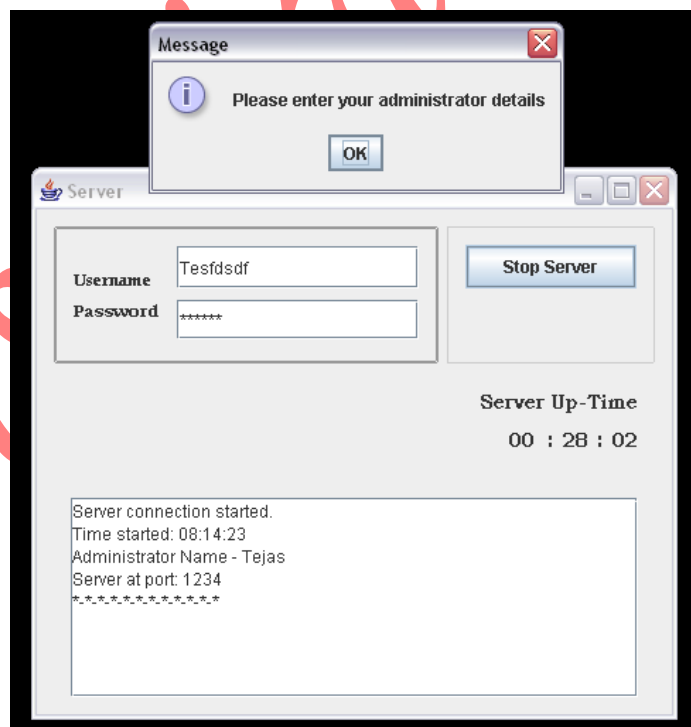 Message
Please enter your administrator details
OK
Server
Username
Tesfdsdf
Password
******
Stop Server
Server Up-Time
00 : 28 : 02
Server connection started.
Time started: 08:14:23
Administrator Name - Tejas
Server at port: 1234
*-*-*-*-*-*-*-*-*-*-*-*